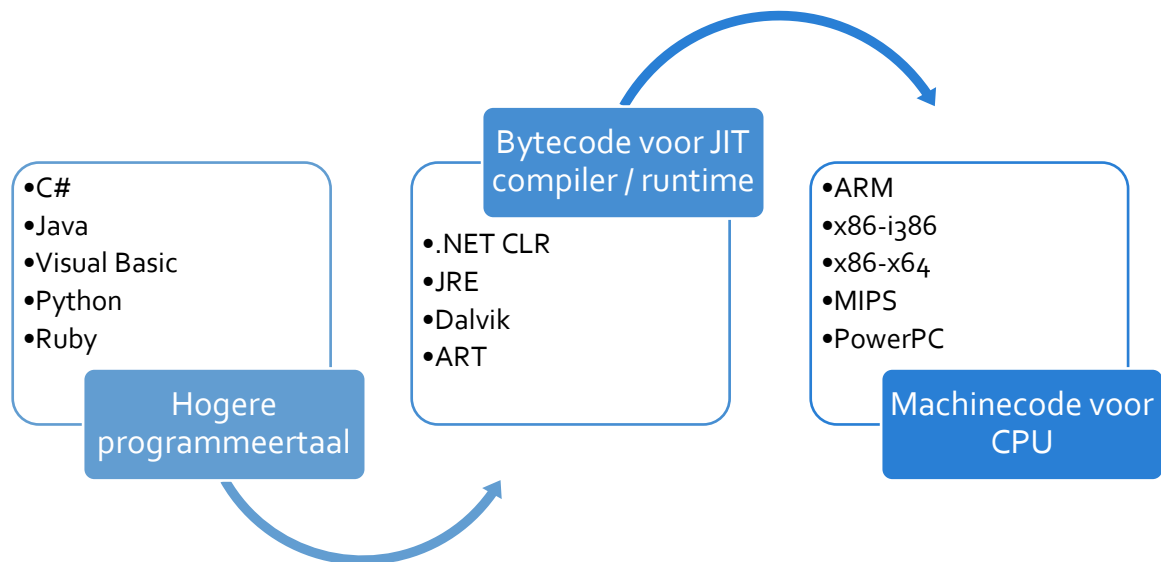 •C#
•Java
•Visual Basic
•Python
•Ruby
Hogere
programmeertaal
Bytecode voor JIT
compiler / runtime
•.NET CLR
•JRE
•Dalvik
•ART
•ARM
•x86-i386
•x86-x64
•MIPS
•PowerPC
Machinecode voor
CPU